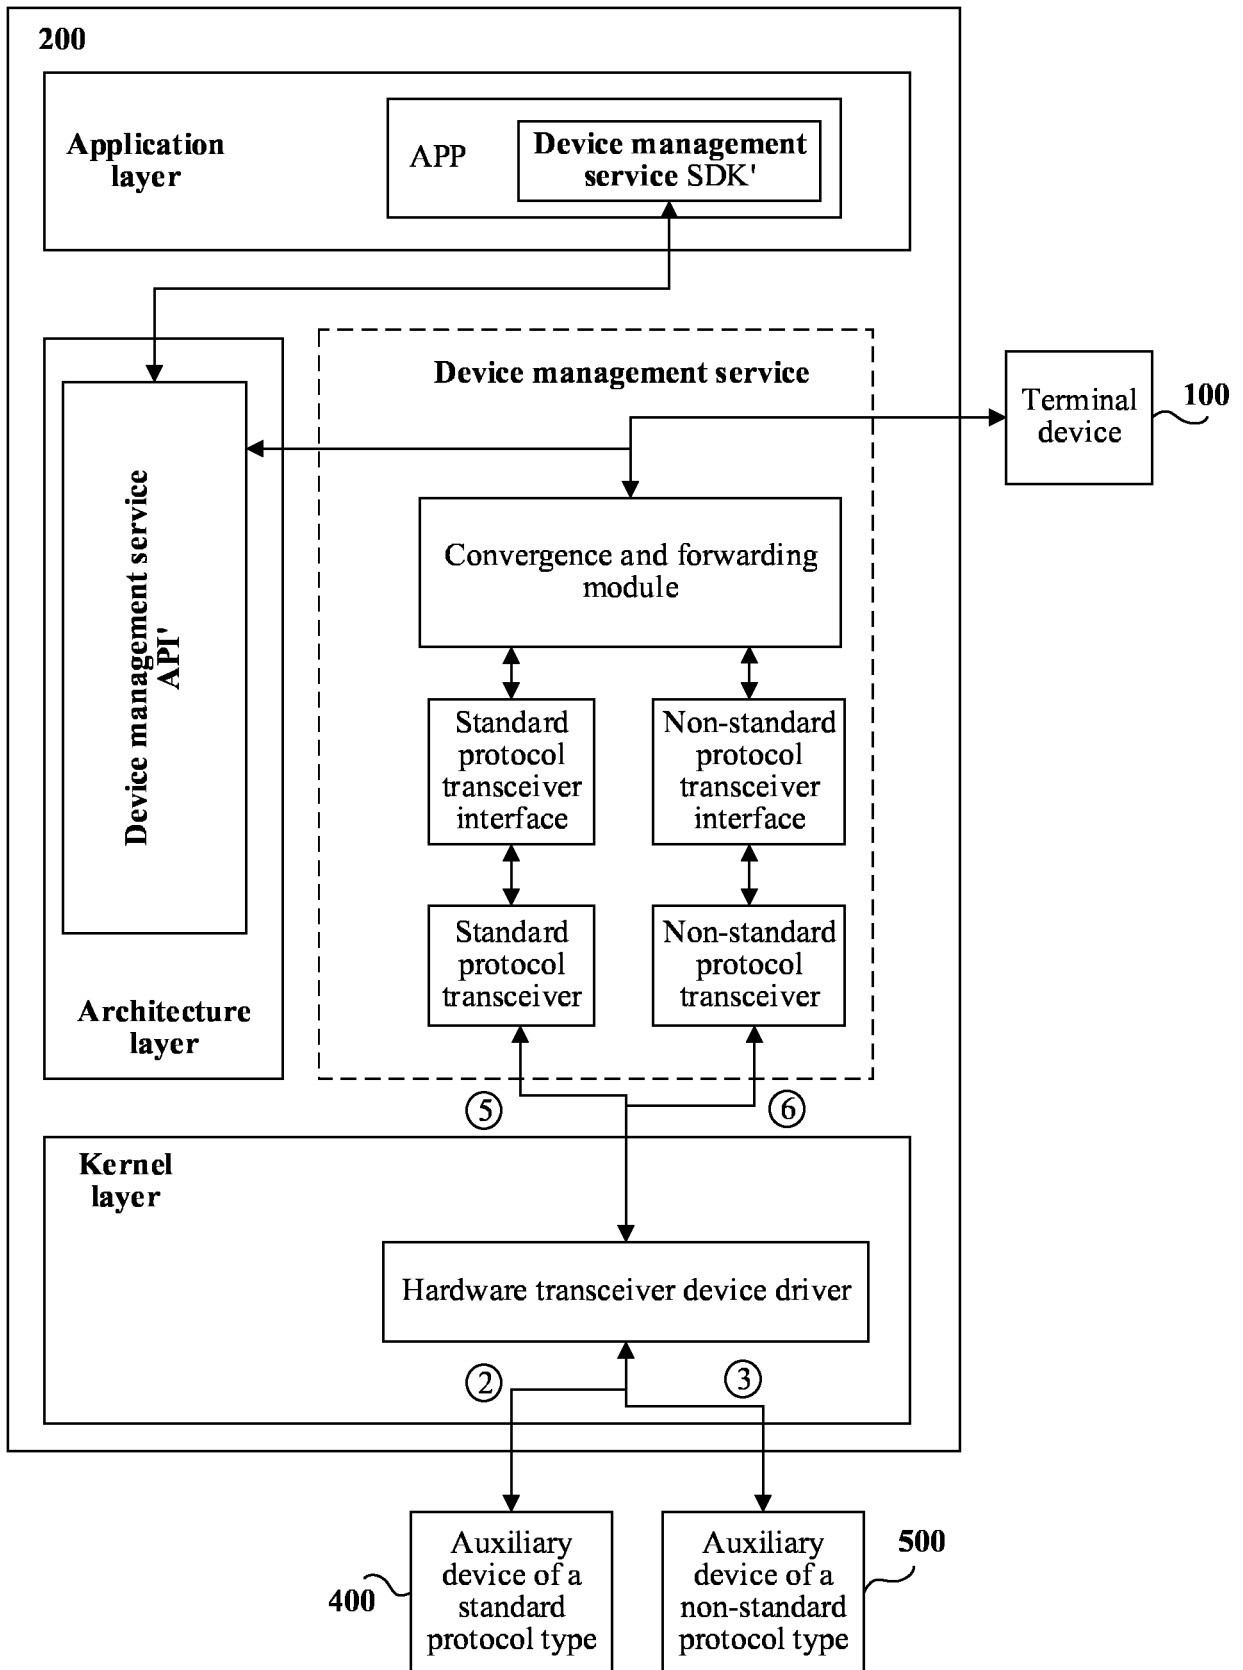 200
Application
layer
APP
Device management
service SDK'
Device management service
Terminal
device
100
Device management service
API'
Convergence and forwarding
module
Standard
protocol
transceiver
interface
Non-standard
protocol
transceiver
interface
Standard
protocol
transceiver
Non-standard
protocol
transceiver
Architecture
layer
5
6
Kernel
layer
Hardware transceiver device driver
2
3
Auxiliary
device of a
standard
protocol type
400
Auxiliary
device of a
non-standard
protocol type
500